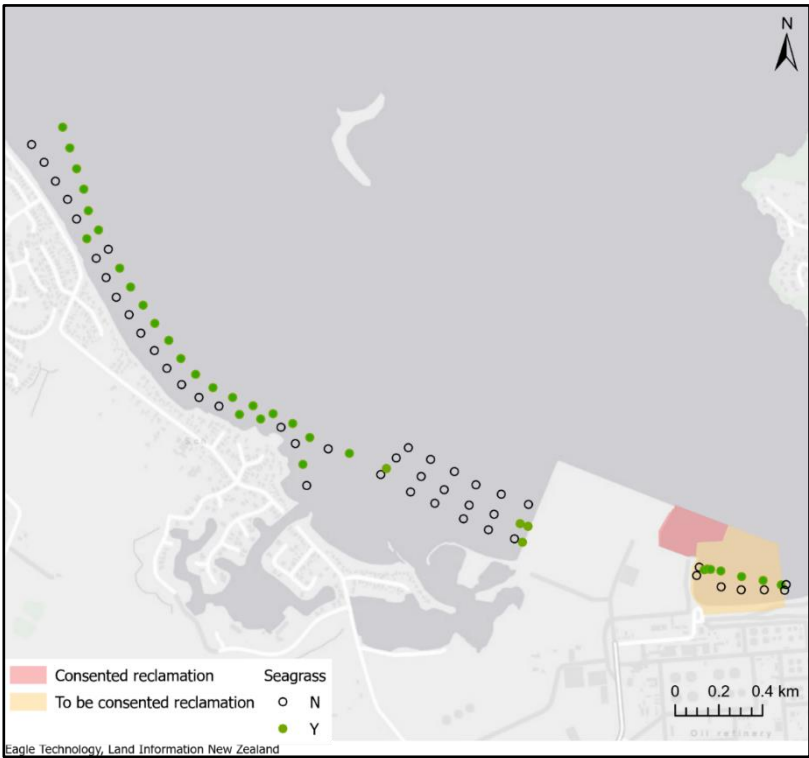 N
Consented reclamation
To be consented reclamation
Seagrass
N
Y
0 0.2 0.4 km
Oil refinery
Eagle Technology, Land Information New Zealand